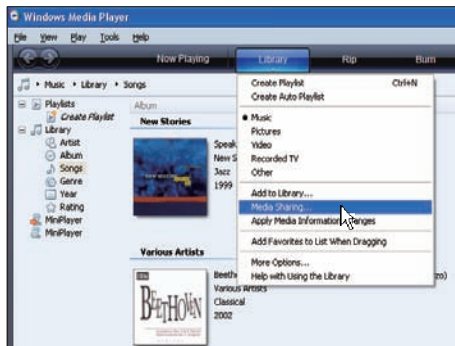 Windows Media Player
File View Play Tools Help
Now Playing Library Rip Burn
Music › Library › Songs
Create Playlist Ctrl+N
Create Auto Playlist
Music
Pictures
Video
Recorded TV
Other
Add to Library...
Media Sharing...
Apply Media Information Changes
Add Favorites to List When Dragging
More Options...
Help with Using the Library
Playlists
Create Playlist
Library
Artist
Album
Songs
Genre
Year
Rating
MiniPlayer
MiniPlayer
Album
New Stories
Speak
New S
Jazz
1999
Various Artists
BEETHOVEN
Beeth
Various Artists
Classical
2002